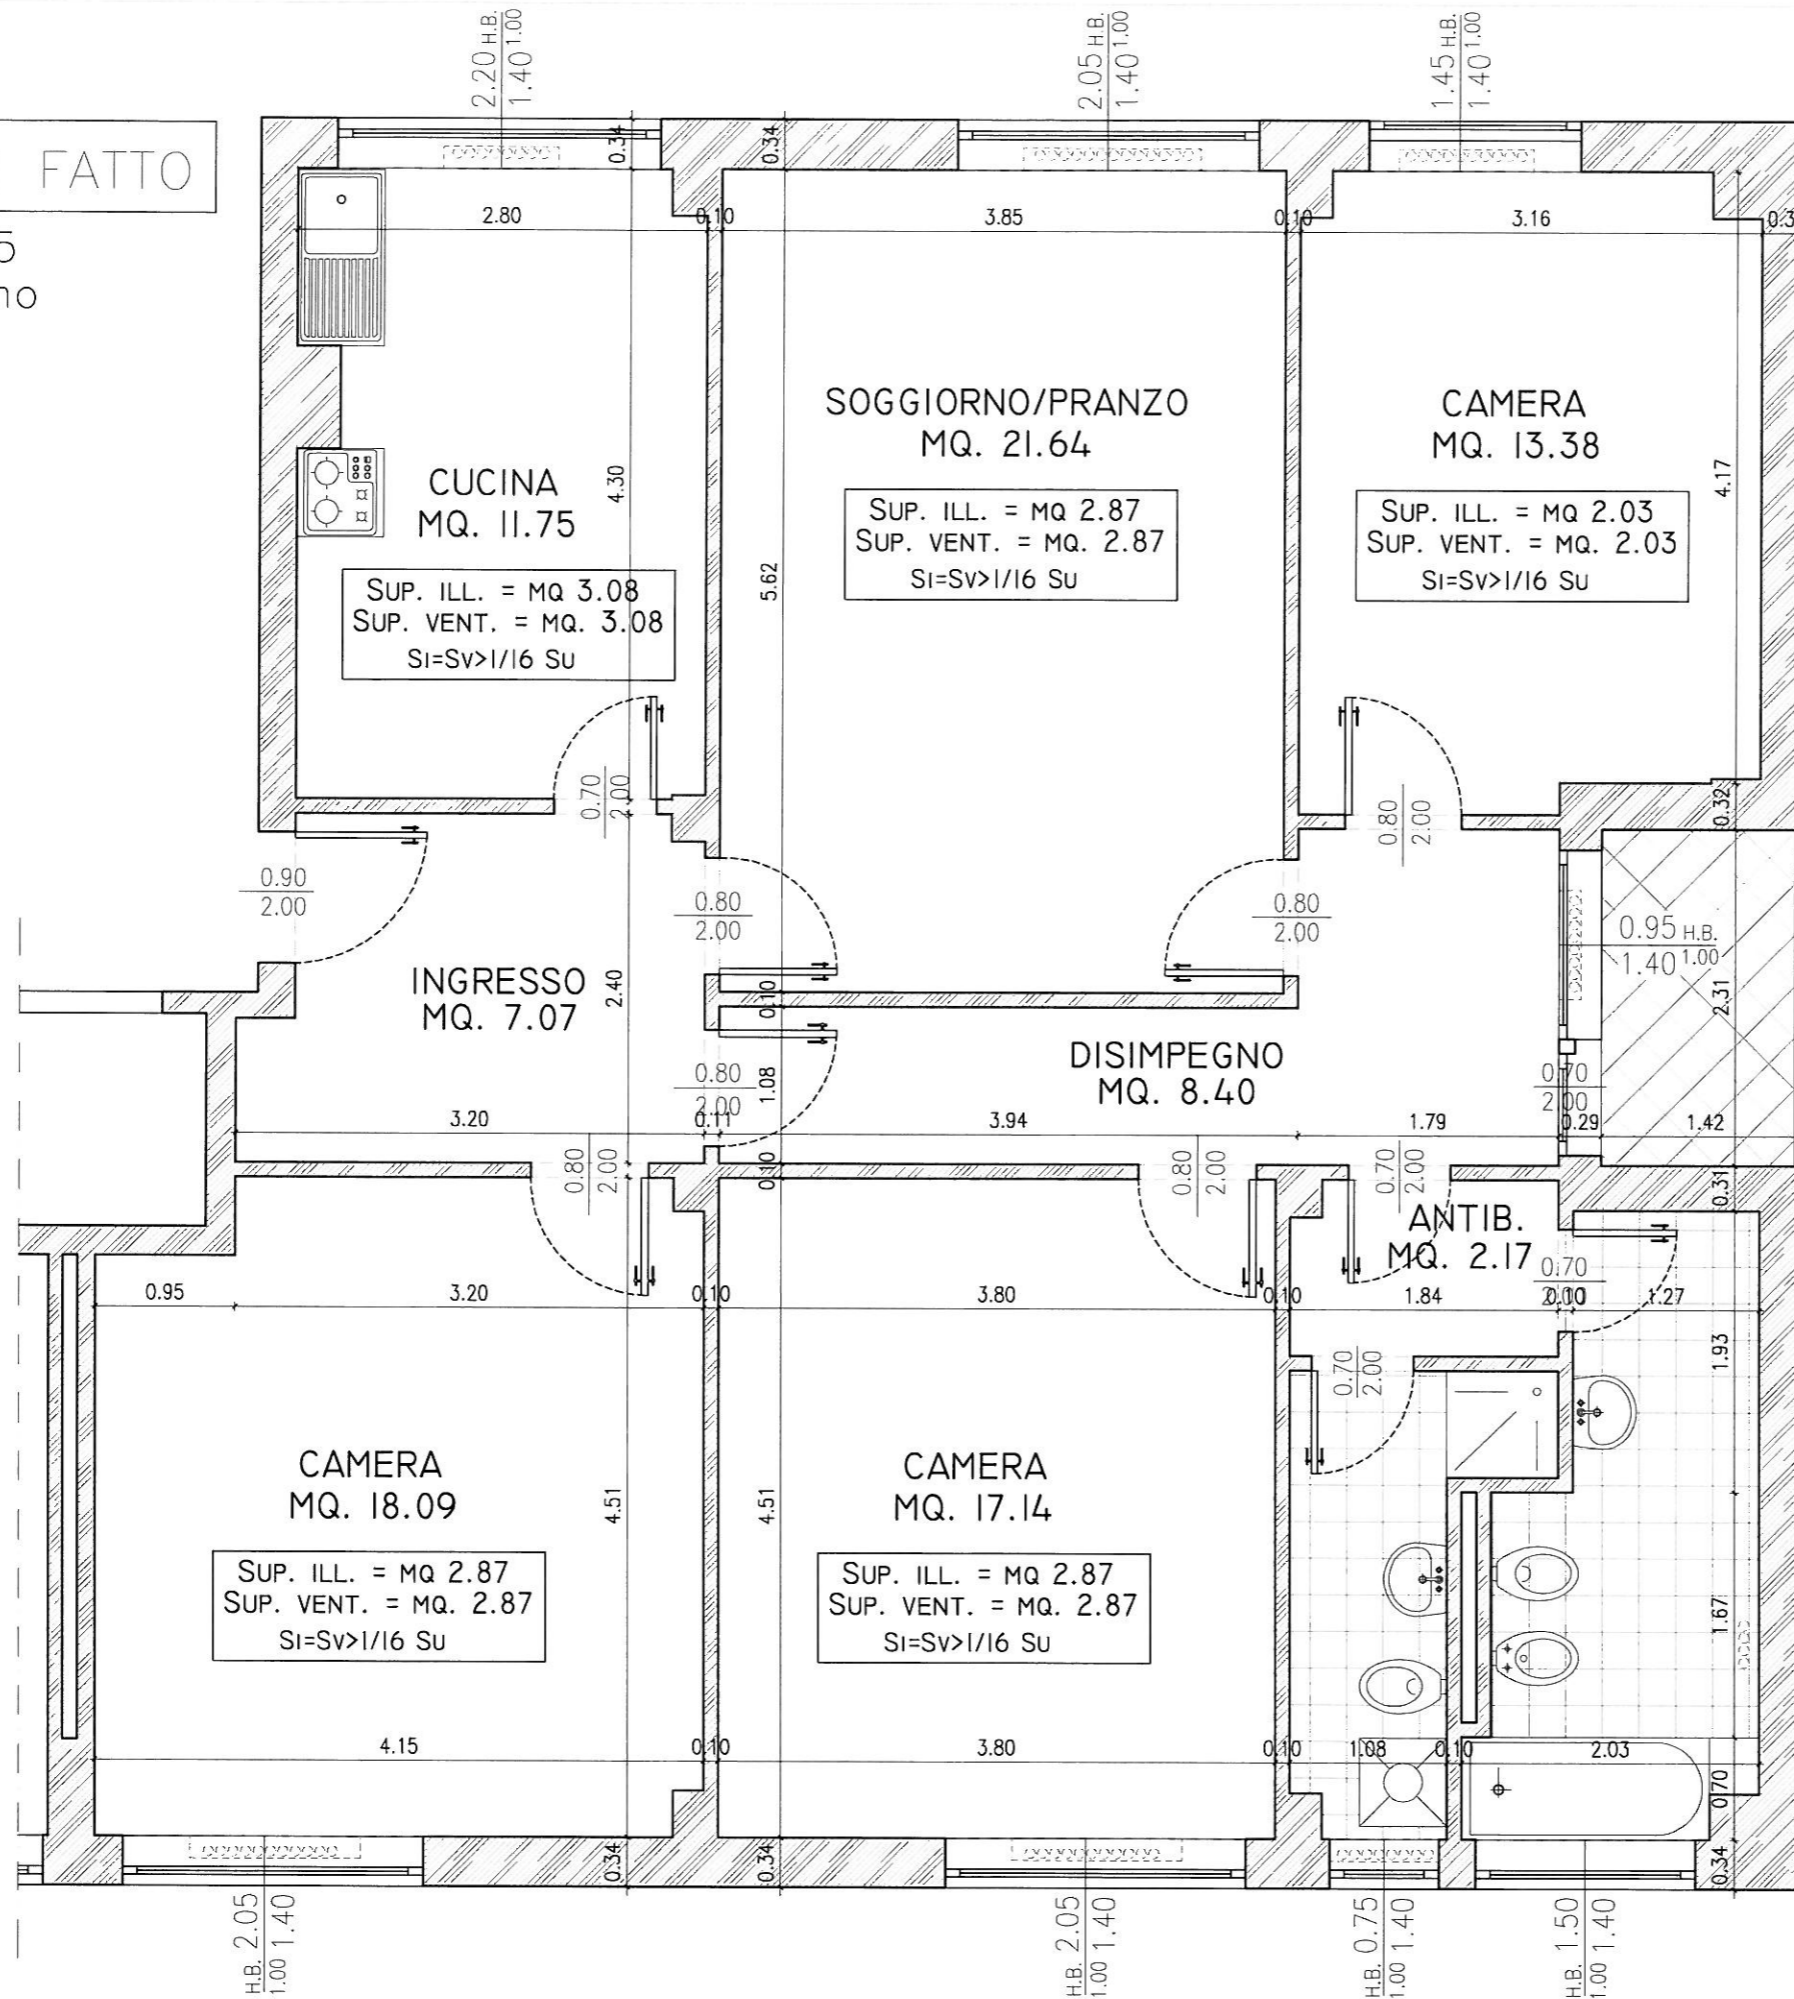 2.20 H.B.
1.40 1.00
2.05 H.B.
1.40 1.00
1.45 H.B.
1.40 1.00
FATTO
5
no
0.34
0.34
2.80
0.10
3.85
0.10
3.16
0.3
SOGGIORNO/PRANZO
MQ. 21.64
SUP. ILL. = MQ 2.87
SUP. VENT. = MQ. 2.87
SI=SV>1/16 SU
CAMERA
MQ. 13.38
SUP. ILL. = MQ 2.03
SUP. VENT. = MQ. 2.03
SI=SV>1/16 SU
4.17
CUCINA
MQ. 11.75
4.30
SUP. ILL. = MQ 3.08
SUP. VENT. = MQ. 3.08
SI=SV>1/16 SU
5.62
0.70
2.00
0.80
2.00
0.32
0.90
2.00
0.80
2.00
0.80
2.00
0.95 H.B.
1.40 1.00
INGRESSO
MQ. 7.07
2.40
0.10
2.31
DISIMPEGNO
MQ. 8.40
0.80
2.00
1.08
0.70
2.00
3.20
0.11
3.94
1.79
0.29
1.42
0.80
2.00
0.10
0.80
2.00
0.70
2.00
0.31
ANTIB.
MQ. 2.17
0.70
2.00
0.95
3.20
0.10
3.80
0.10
1.84
0.10
1.27
0.70
2.00
1.93
CAMERA
MQ. 18.09
4.51
SUP. ILL. = MQ 2.87
SUP. VENT. = MQ. 2.87
SI=SV>1/16 SU
CAMERA
MQ. 17.14
4.51
SUP. ILL. = MQ 2.87
SUP. VENT. = MQ. 2.87
SI=SV>1/16 SU
1.67
4.15
0.10
3.80
0.10
1.08
0.10
2.03
0.70
0.34
0.34
0.34
H.B. 2.05
1.00 1.40
H.B. 2.05
1.00 1.40
H.B. 0.75
1.00 1.40
H.B. 1.50
1.00 1.40